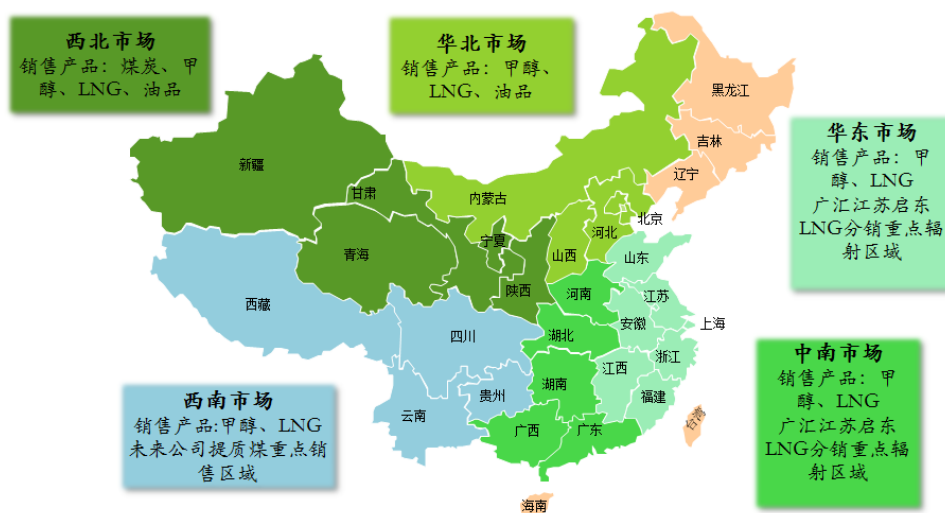 西北市场
销售产品：煤炭、甲
醇、LNG、油品
华北市场
销售产品：甲醇、
LNG、油品
华东市场
销售产品：甲
醇、LNG
广汇江苏启东
LNG分销重点辐
射区域
中南市场
销售产品：甲
醇、LNG
广汇江苏启东
LNG分销重点辐
射区域
西南市场
销售产品:甲醇、LNG
未来公司提质煤重点销
售区域
黑龙江
吉林
辽宁
新疆
甘肃
内蒙古
北京
宁夏
河北
山西
青海
山东
陕西
河南
江苏
西藏
安徽
上海
四川
湖北
浙江
江西
湖南
贵州
福建
云南
广西
广东
台湾
海南